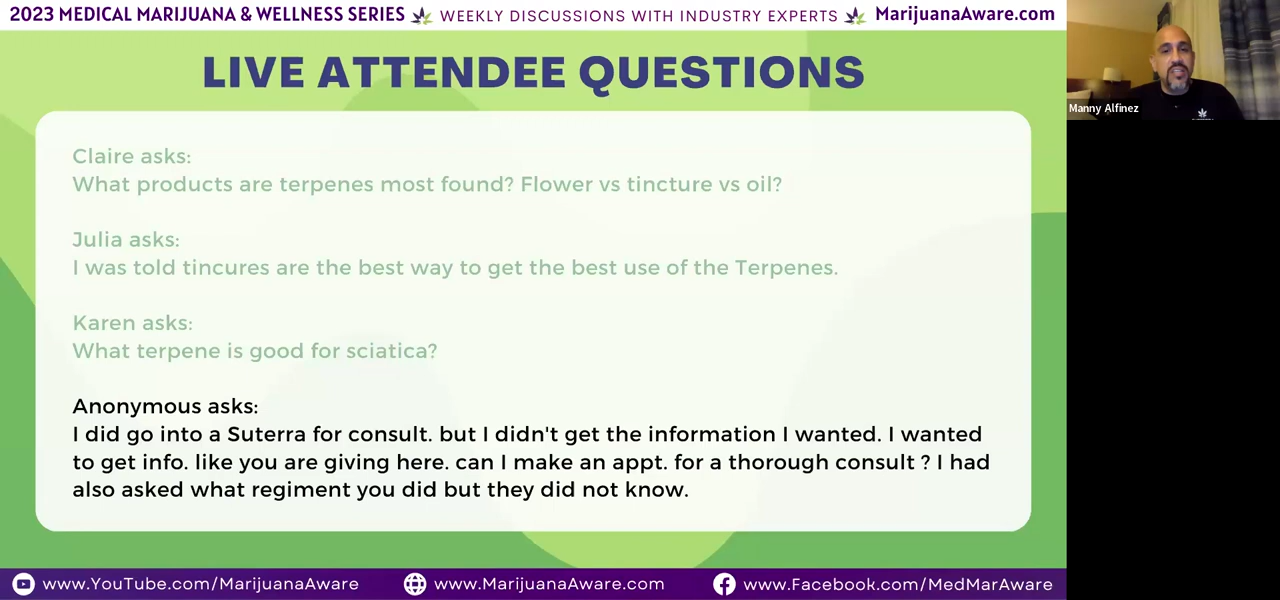 2023 MEDICAL MARIJUANA & WELLNESS SERIES WEEKLY DISCUSSIONS WITH INDUSTRY EXPERTS MarijuanaAware.com
LIVE ATTENDEE QUESTIONS
Manny Alfinez
Claire asks:
What products are terpenes most found? Flower vs tincture vs oil?
Julia asks:
I was told tincures are the best way to get the best use of the Terpenes.
Karen asks:
What terpene is good for sciatica?
Anonymous asks:
I did go into a Suterra for consult. but I didn't get the information I wanted. I wanted
to get info. like you are giving here. can I make an appt. for a thorough consult ? I had
also asked what regiment you did but they did not know.
www.YouTube.com/MarijuanaAware www.MarijuanaAware.com www.Facebook.com/MedMarAware